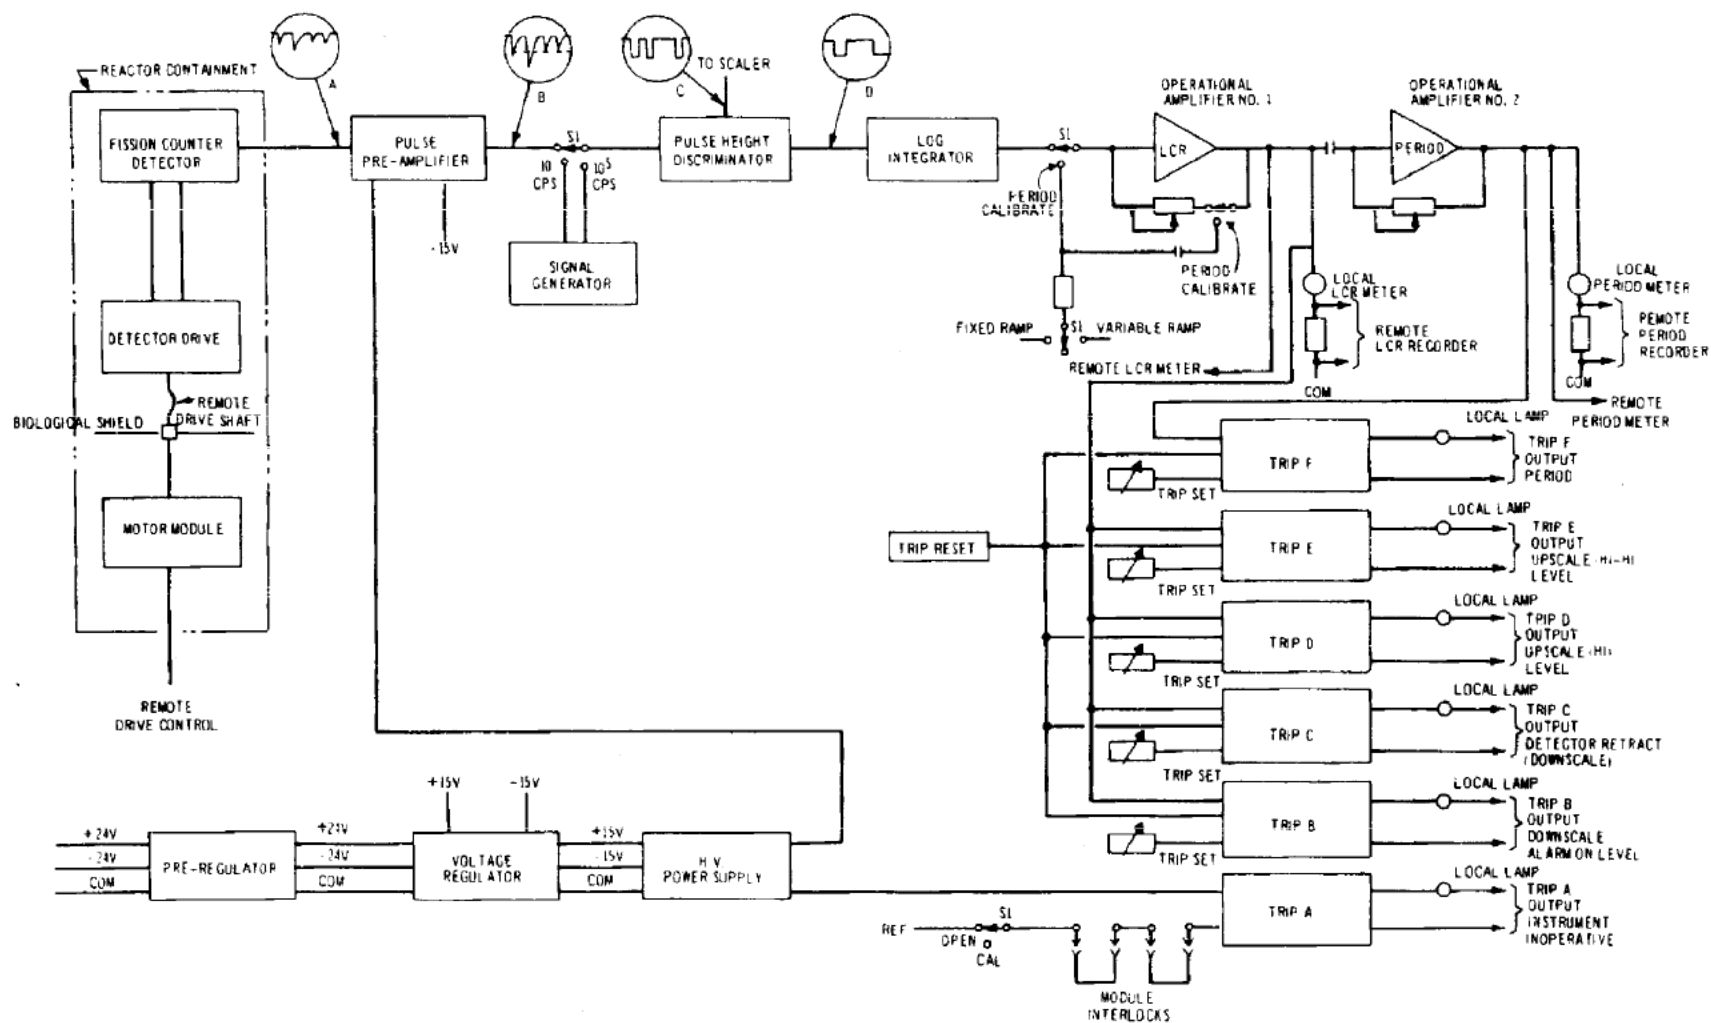 REACTOR CONTAINMENT
FISSION COUNTER
DETECTOR
DETECTOR DRIVE
REMOTE
DRIVE SHAFT
BIOLOGICAL SHIELD
MOTOR MODULE
REMOTE
DRIVE CONTROL
A
PULSE
PRE-AMPLIFIER
-15V
B
S1
10
CPS
10⁵
CPS
SIGNAL
GENERATOR
C
TO SCALER
PULSE HEIGHT
DISCRIMINATOR
D
LOG
INTEGRATOR
S1
PERIOD
CALIBRATE
OPERATIONAL
AMPLIFIER NO. 1
LCR
PERIOD
CALIBRATE
FIXED RAMP
S1
VARIABLE RAMP
OPERATIONAL
AMPLIFIER NO. 2
PERIOD
LOCAL
LCR METER
REMOTE
LCR RECORDER
COM
REMOTE LCR METER
LOCAL
PERIOD METER
REMOTE
PERIOD
RECORDER
COM
REMOTE
PERIOD METER
TRIP RESET
TRIP SET
TRIP F
LOCAL LAMP
TRIP F
OUTPUT
PERIOD
TRIP SET
TRIP E
LOCAL LAMP
TRIP E
OUTPUT
UPSCALE (HI-HI)
LEVEL
TRIP SET
TRIP D
LOCAL LAMP
TRIP D
OUTPUT
UPSCALE (HI)
LEVEL
TRIP SET
TRIP C
LOCAL LAMP
TRIP C
OUTPUT
DETECTOR RETRACT
(DOWNSCALE)
TRIP SET
TRIP B
LOCAL LAMP
TRIP B
OUTPUT
DOWNSCALE
ALARM ON LEVEL
TRIP A
LOCAL LAMP
TRIP A
OUTPUT
INSTRUMENT
INOPERATIVE
+24V
-24V
COM
PRE-REGULATOR
+24V
-24V
COM
+15V
-15V
VOLTAGE
REGULATOR
+15V
-15V
COM
H.V.
POWER SUPPLY
REF
S1
OPEN
CAL
MODULE
INTERLOCKS